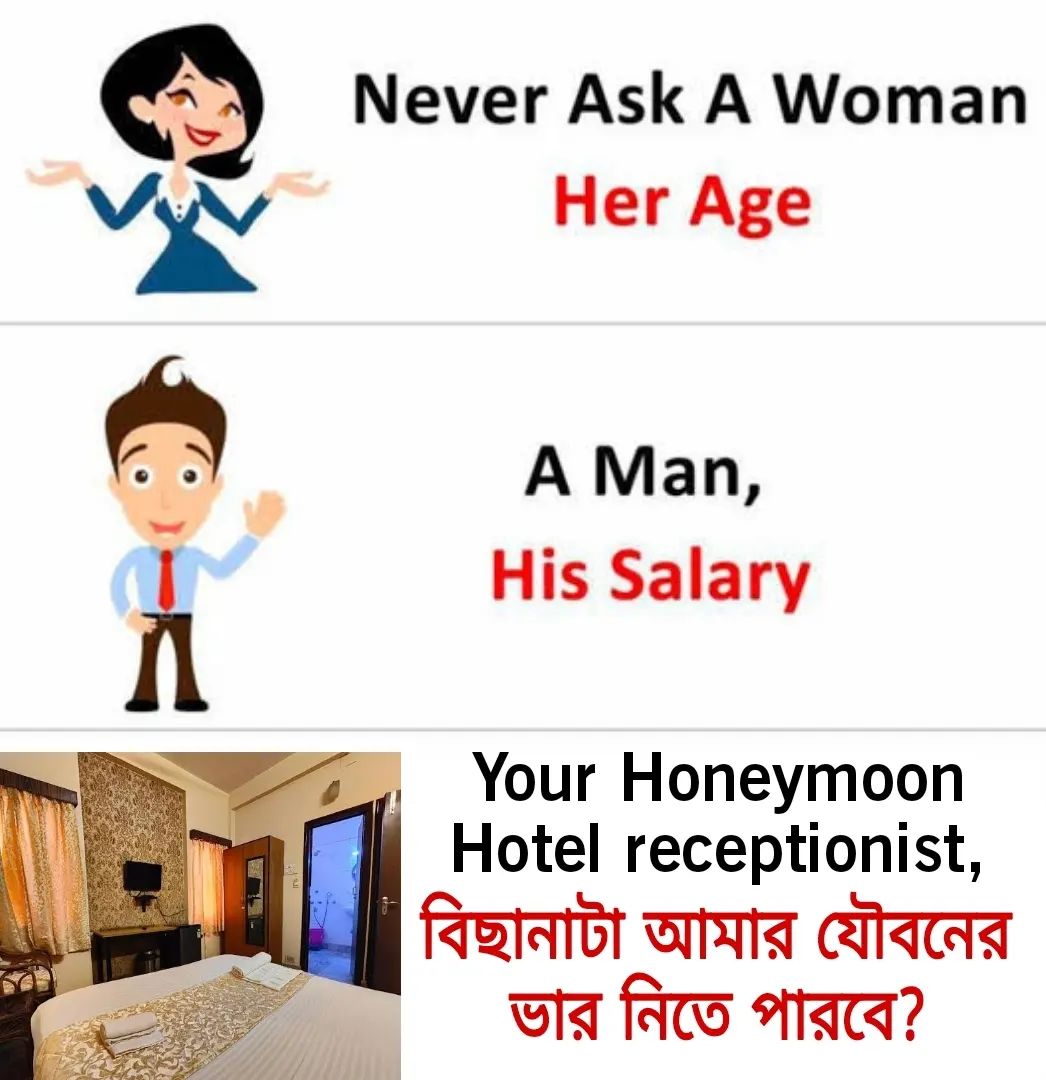 Never Ask A Woman
Her Age
A Man,
His Salary
Your Honeymoon
Hotel receptionist,
বিছানাটা আমার যৌবনের
ভার নিতে পারবে?